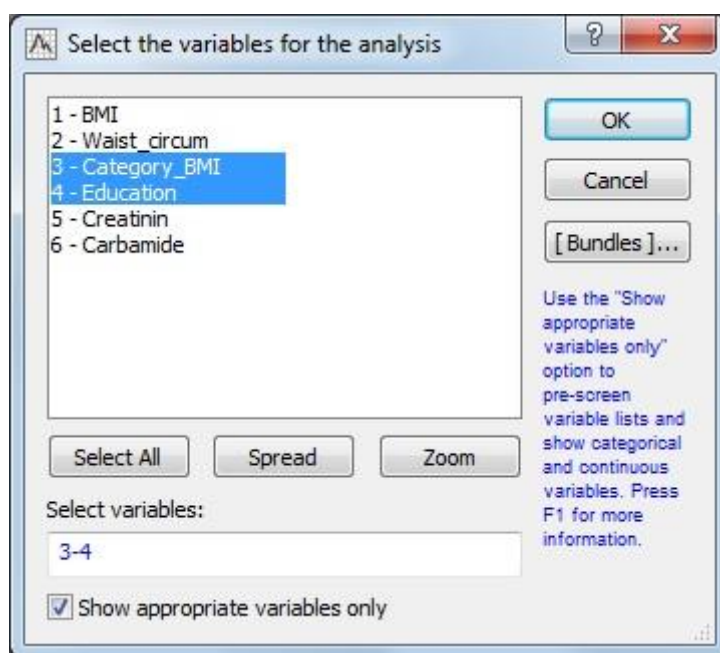 Select the variables for the analysis
?
1 - BMI
2 - Waist_circum
3 - Category_BMI
4 - Education
5 - Creatinin
6 - Carbamide
OK
Cancel
[ Bundles ]...
Use the "Show
appropriate
variables only"
option to
pre-screen
variable lists and
show categorical
and continuous
variables. Press
F1 for more
information.
Select All
Spread
Zoom
Select variables:
3-4
Show appropriate variables only